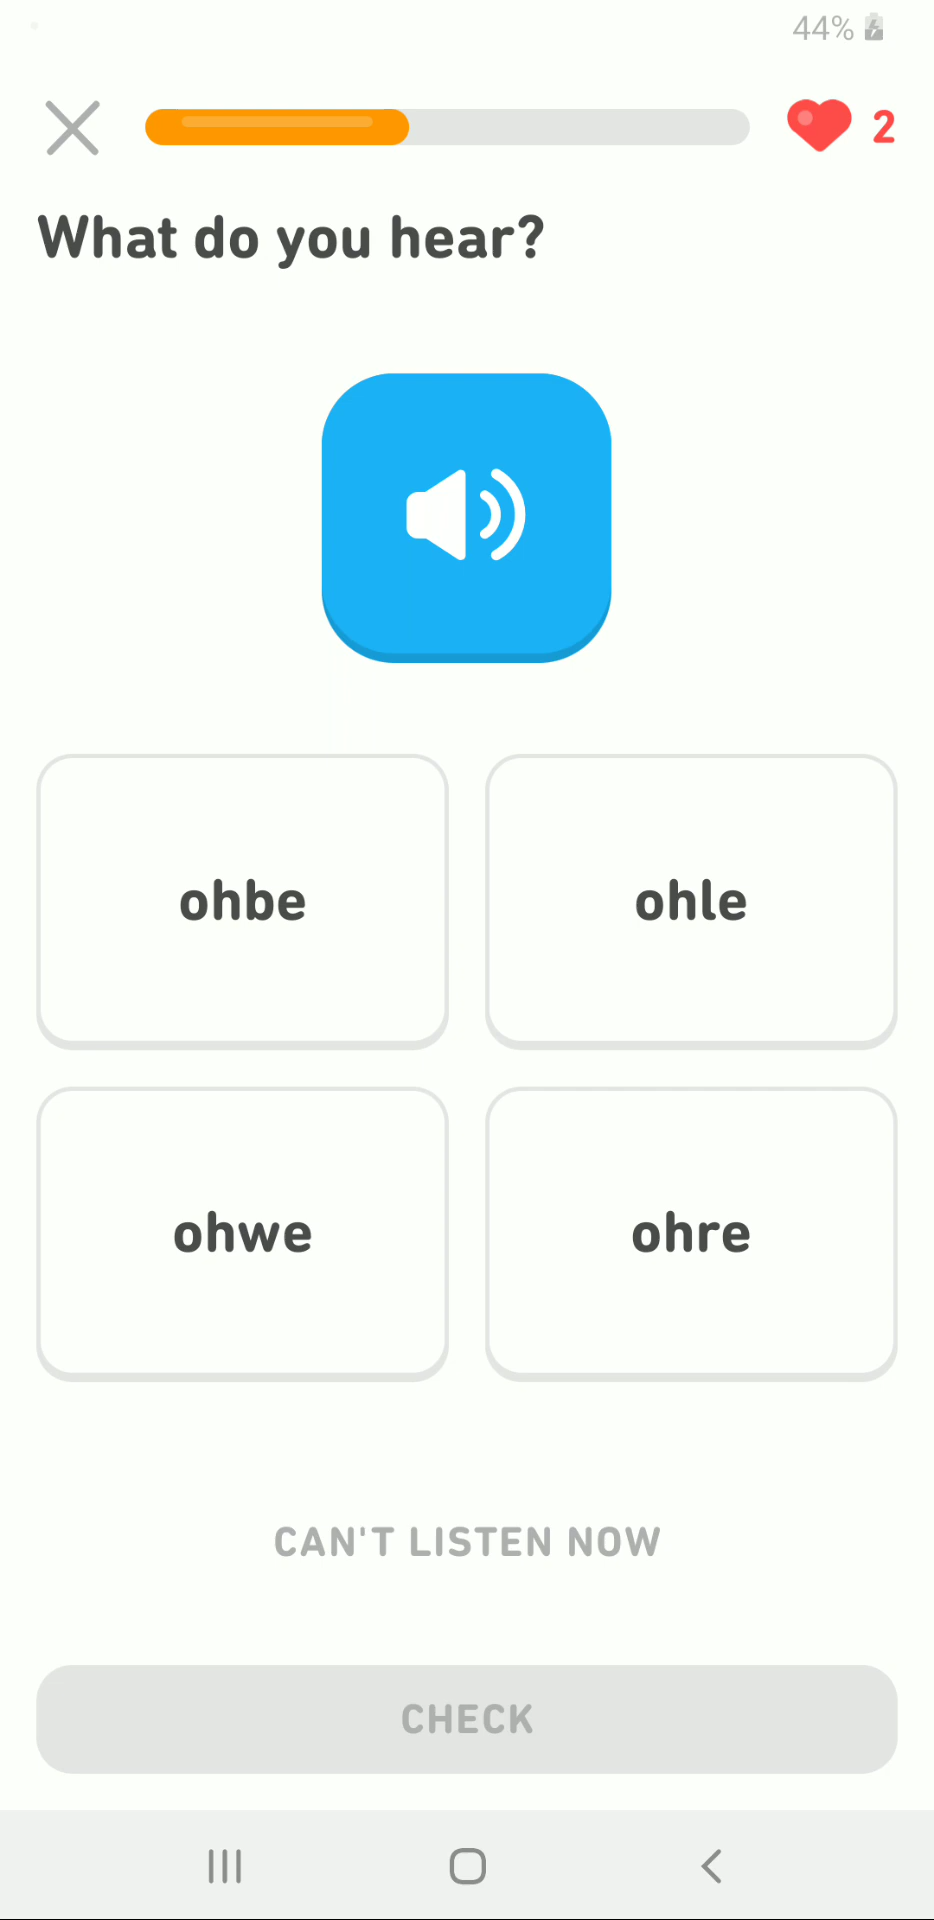 44%
2
What do you hear?
ohbe
ohle
ohwe
ohre
CAN'T LISTEN NOW
CHECK